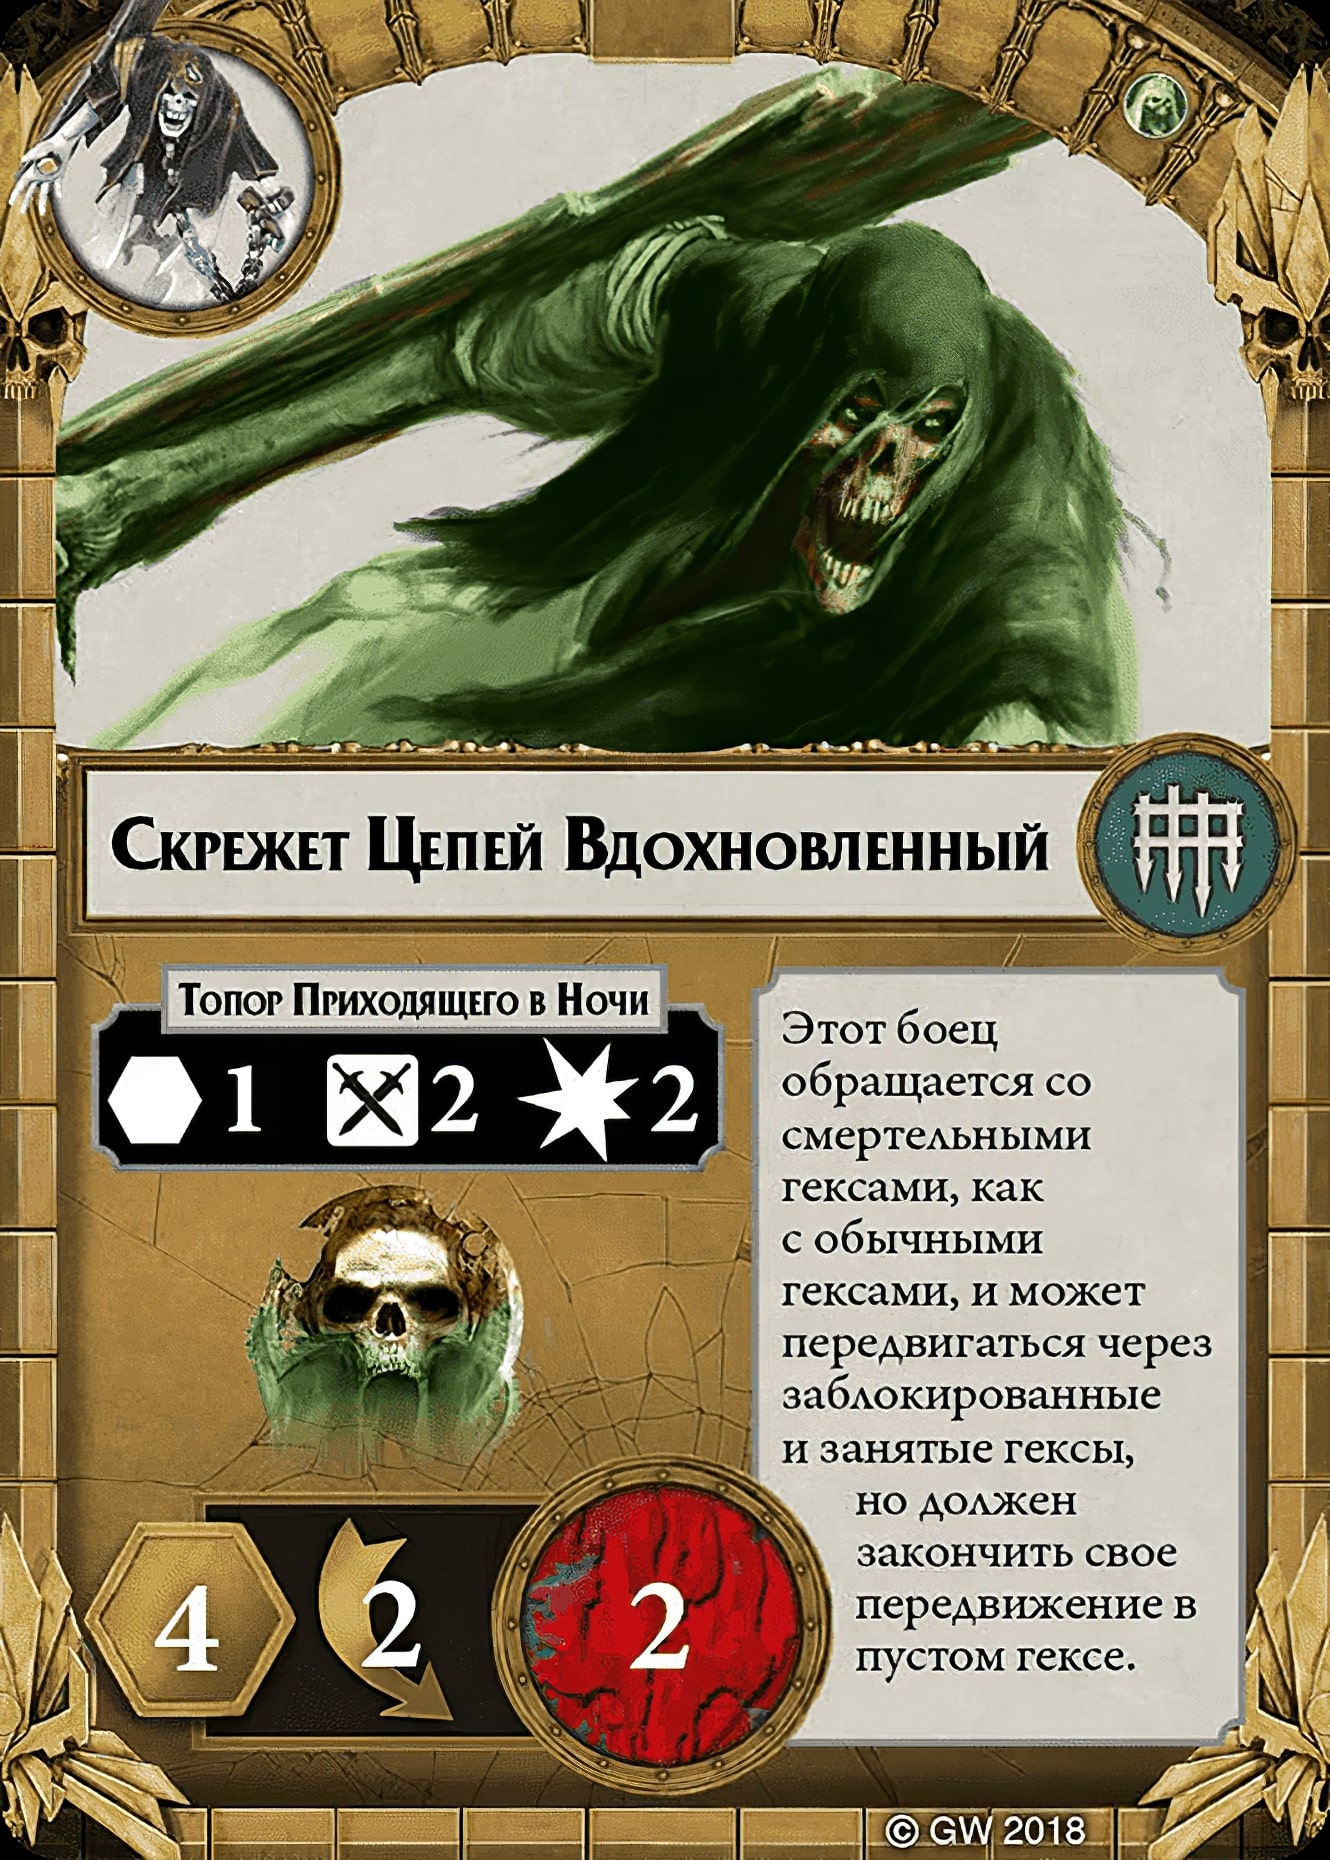 Скрежет Цепей Вдохновленный
Топор Приходящего в Ночи
1 2 2
Этот боец
обращается со
смертельными
гексами, как
с обычными
гексами, и может
передвигаться через
заблокированные
и занятые гексы,
но должен
закончить свое
передвижение в
пустом гексе.
4 2 2
© GW 2018